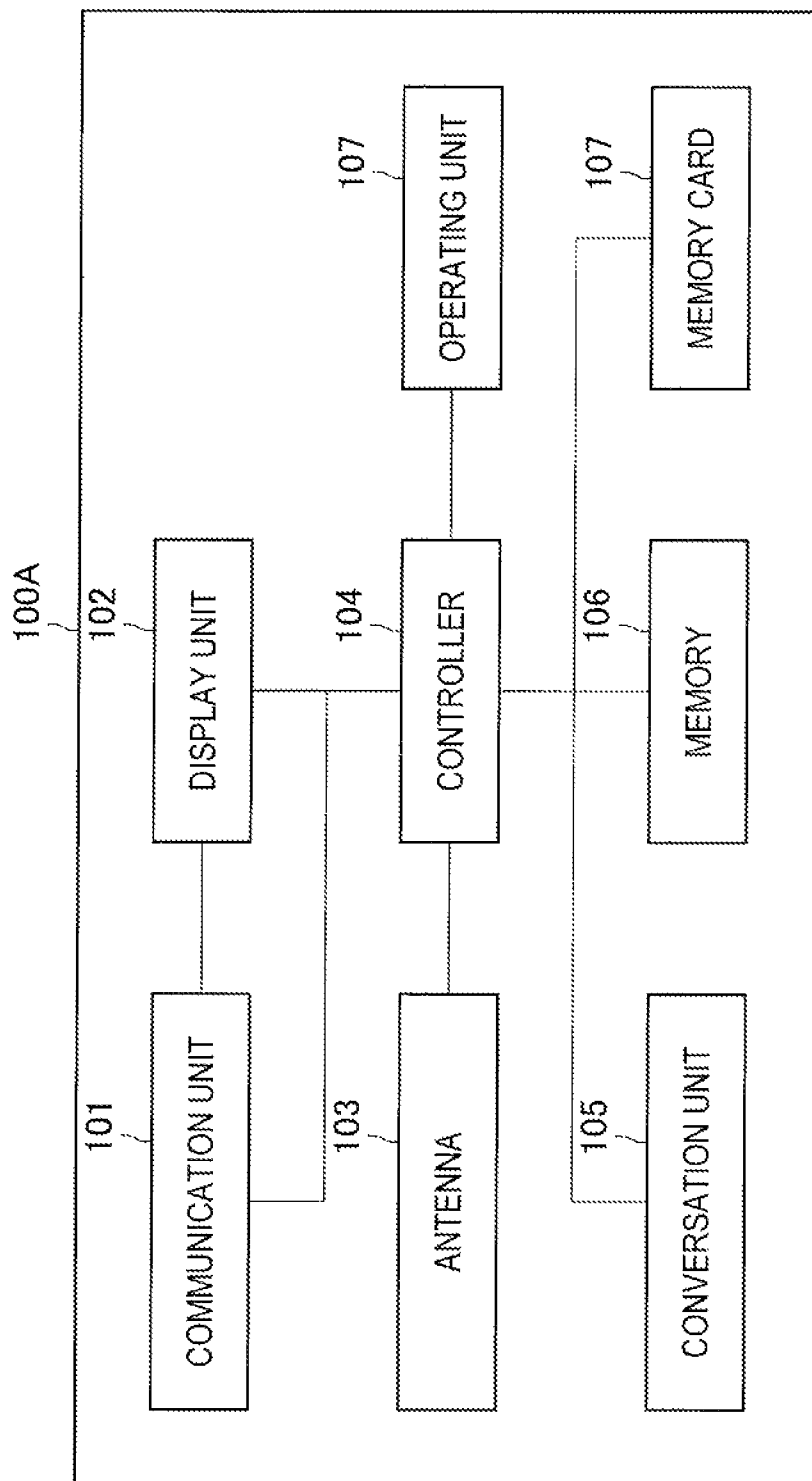 100A
101
COMMUNICATION UNIT
102
DISPLAY UNIT
103
ANTENNA
104
CONTROLLER
107
OPERATING UNIT
105
CONVERSATION UNIT
106
MEMORY
107
MEMORY CARD